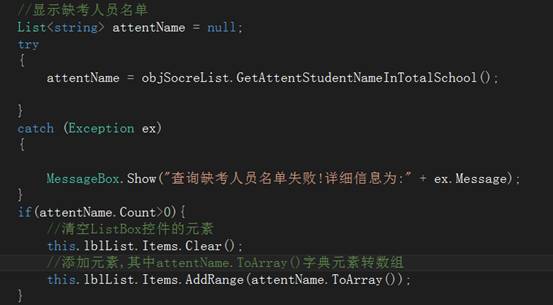 //显示缺考人员名单
List<string> attentName = null;
try
{
attentName = objSocreList.GetAttentStudentNameInTotalSchool();
}
catch (Exception ex)
{
MessageBox.Show("查询缺考人员名单失败!详细信息为:" + ex.Message);
}
if(attentName.Count>0){
//清空ListBox控件的元素
this.lblList.Items.Clear();
//添加元素,其中attentName.ToArray()字典元素转数组
this.lblList.Items.AddRange(attentName.ToArray());
}